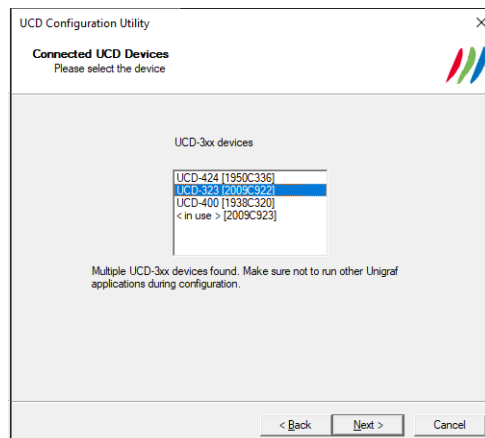 UCD Configuration Utility
Connected UCD Devices
Please select the device
UCD-3xx devices
UCD-424 [1950C336]
UCD-323 [2009C922]
UCD-400 [1938C320]
< in use > [2009C923]
Multiple UCD-3xx devices found. Make sure not to run other Unigraf
applications during configuration.
< Back
Next >
Cancel